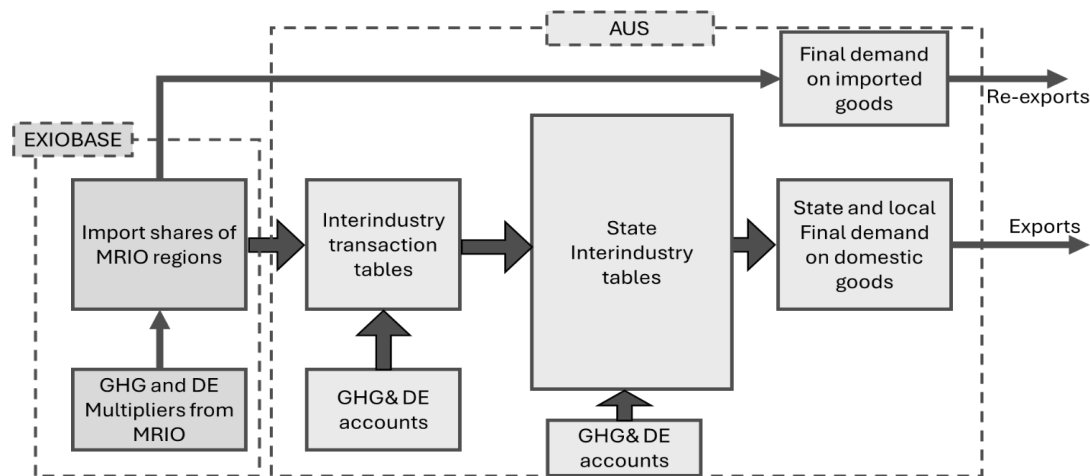 AUS
Final demand
on imported
goods
Re-exports
EXIOBASE
Import shares of
MRIO regions
Interindustry
transaction
tables
State
Interindustry
tables
State and local
Final demand
on domestic
goods
Exports
GHG and DE
Multipliers from
MRIO
GHG& DE
accounts
GHG& DE
accounts